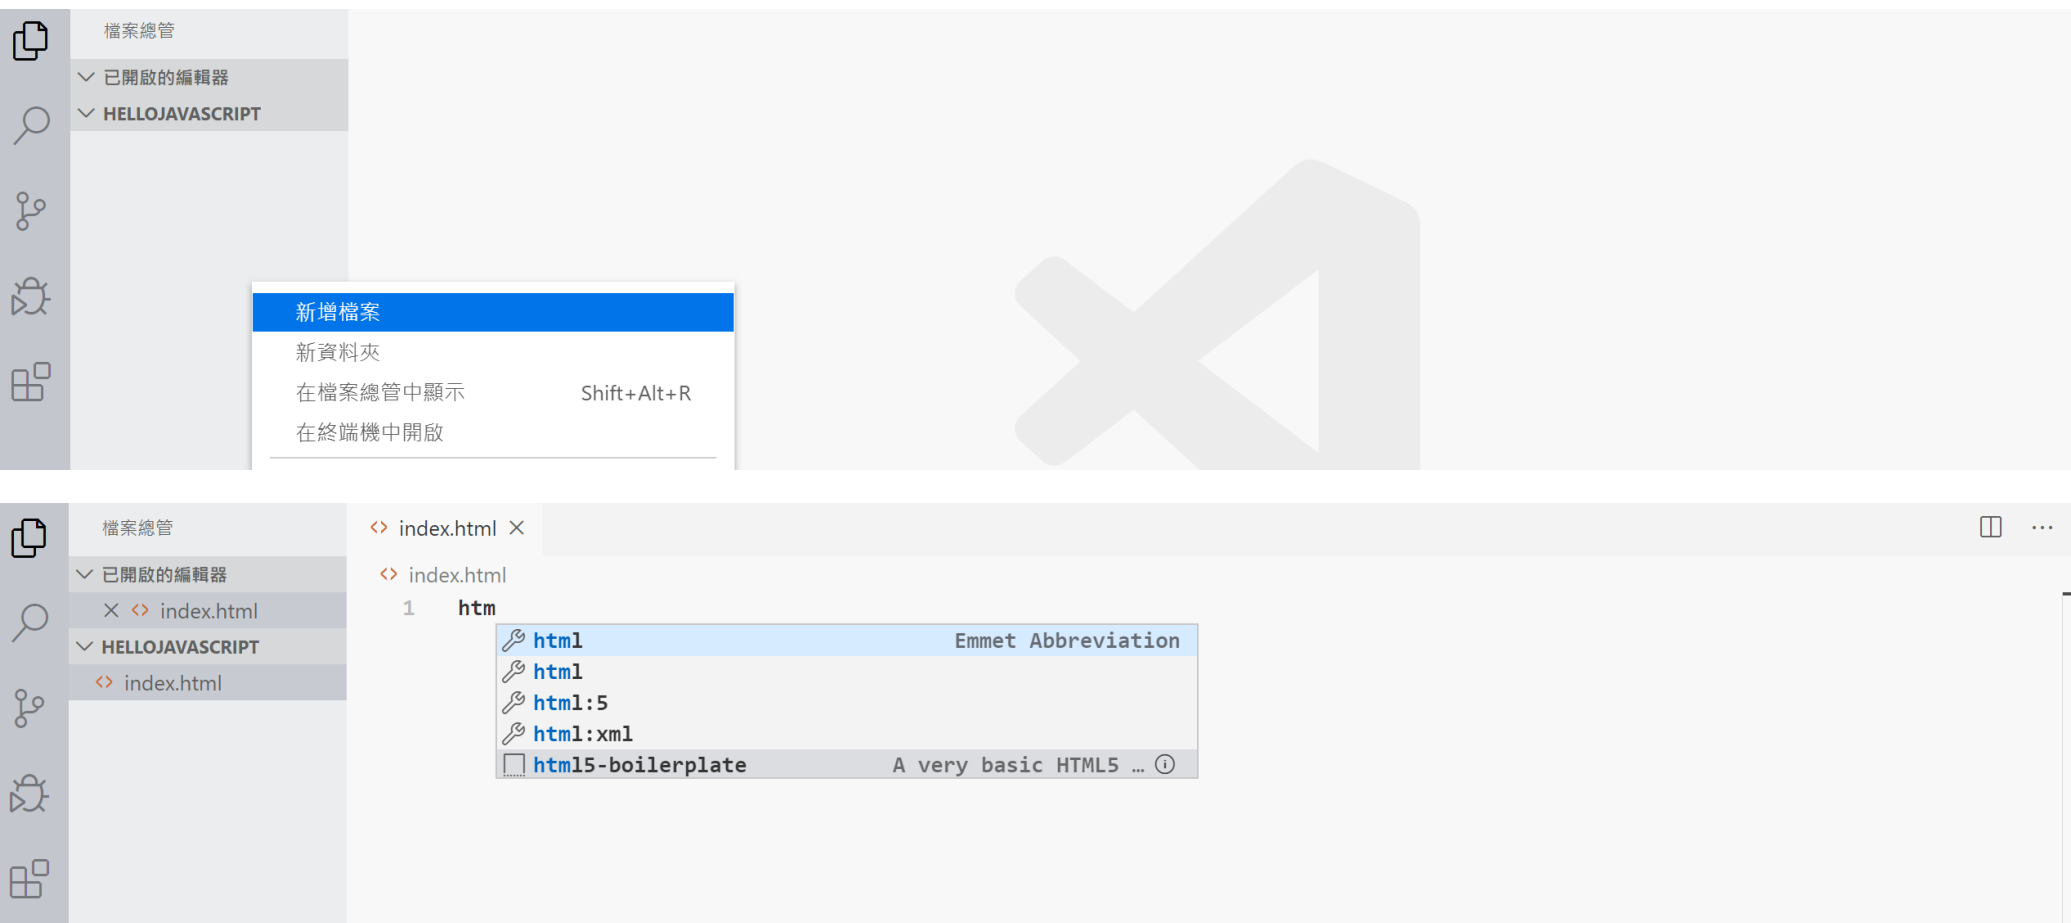 檔案總管
已開啟的編輯器
HELLOJAVASCRIPT
新增檔案
新資料夾
在檔案總管中顯示 Shift+Alt+R
在終端機中開啟
檔案總管
已開啟的編輯器
index.html
HELLOJAVASCRIPT
index.html
index.html
index.html
1 htm
html Emmet Abbreviation
html
html:5
html:xml
html5-boilerplate A very basic HTML5 …